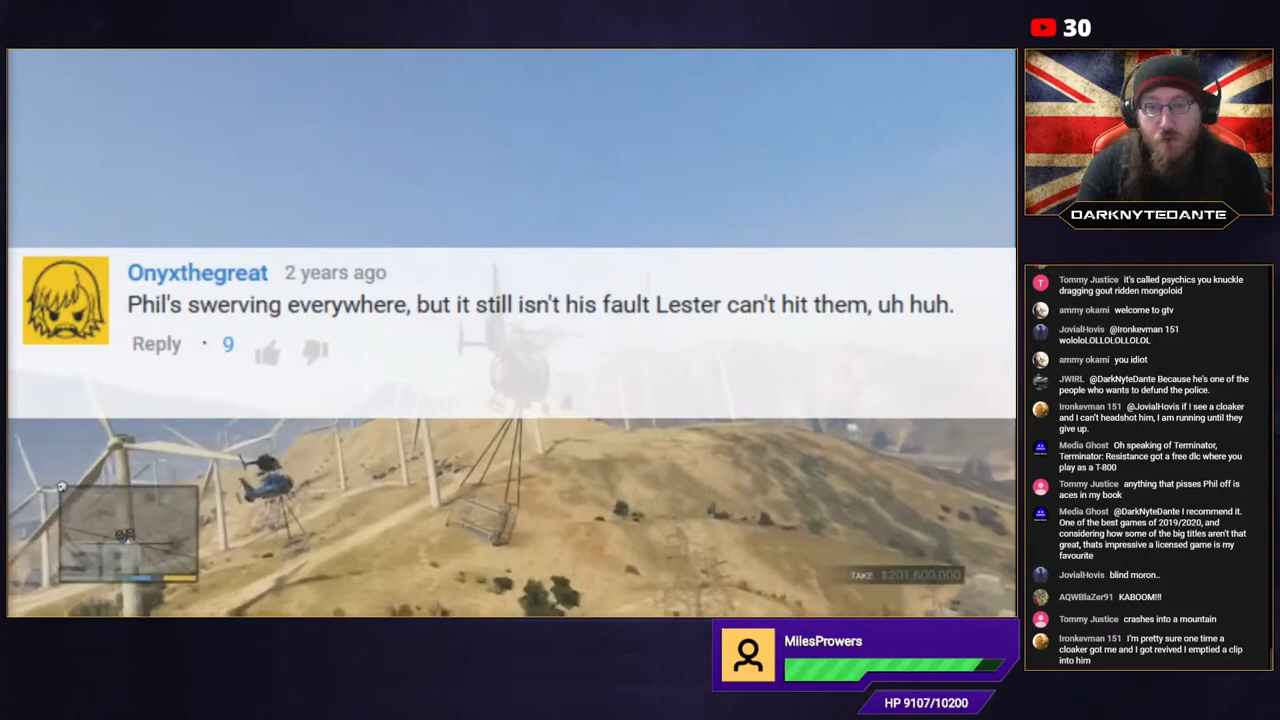 30
Onyxthegreat 2 years ago
Phil's swerving everywhere, but it still isn't his fault Lester can't hit them, uh huh.
Reply · 9
TAKE $201,600,000
DARKNYTEDANTE
T
Tommy Justice it's called psychics you knuckle
dragging gout ridden mongoloid
ammy okami welcome to gtv
JovialHovis @Ironkevman 151
wololoLOLLOLOLLOLOL
ammy okami you idiot
JWIRL @DarkNyteDante Because he's one of the
people who wants to defund the police.
Ironkevman 151 @JovialHovis if I see a cloaker
and I can't headshot him, I am running until they
give up.
Media Ghost Oh speaking of Terminator,
Terminator: Resistance got a free dlc where you
play as a T-800
Tommy Justice anything that pisses Phil off is
aces in my book
Media Ghost @DarkNyteDante I recommend it.
One of the best games of 2019/2020, and
considering how some of the big titles aren't that
great, thats impressive a licensed game is my
favourite
JovialHovis blind moron..
AQWBlaZer91 KABOOM!!!
Tommy Justice crashes into a mountain
Ironkevman 151 I'm pretty sure one time a
cloaker got me and I got revived I emptied a clip
into him
MilesProwers
HP 9107/10200